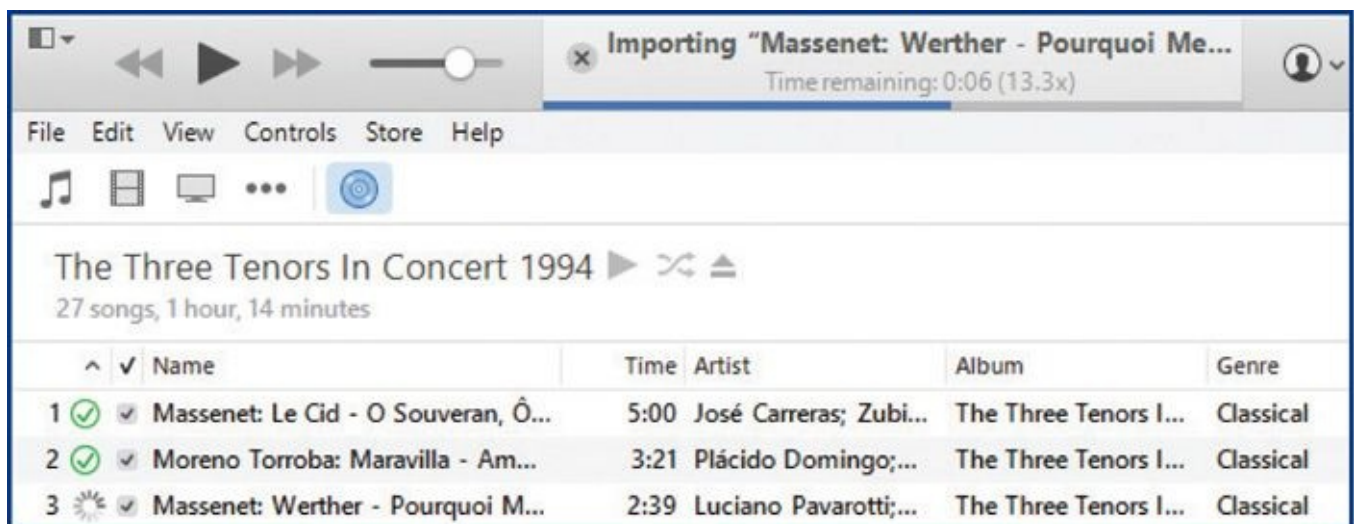 Importing “Massenet: Werther - Pourquoi Me...
Time remaining: 0:06 (13.3x)
File Edit View Controls Store Help
The Three Tenors In Concert 1994
27 songs, 1 hour, 14 minutes
Name Time Artist Album Genre
1 Massenet: Le Cid - O Souveran, Ô... 5:00 José Carreras; Zubi... The Three Tenors I... Classical
2 Moreno Torroba: Maravilla - Am... 3:21 Plácido Domingo;... The Three Tenors I... Classical
3 Massenet: Werther - Pourquoi M... 2:39 Luciano Pavarotti;... The Three Tenors I... Classical